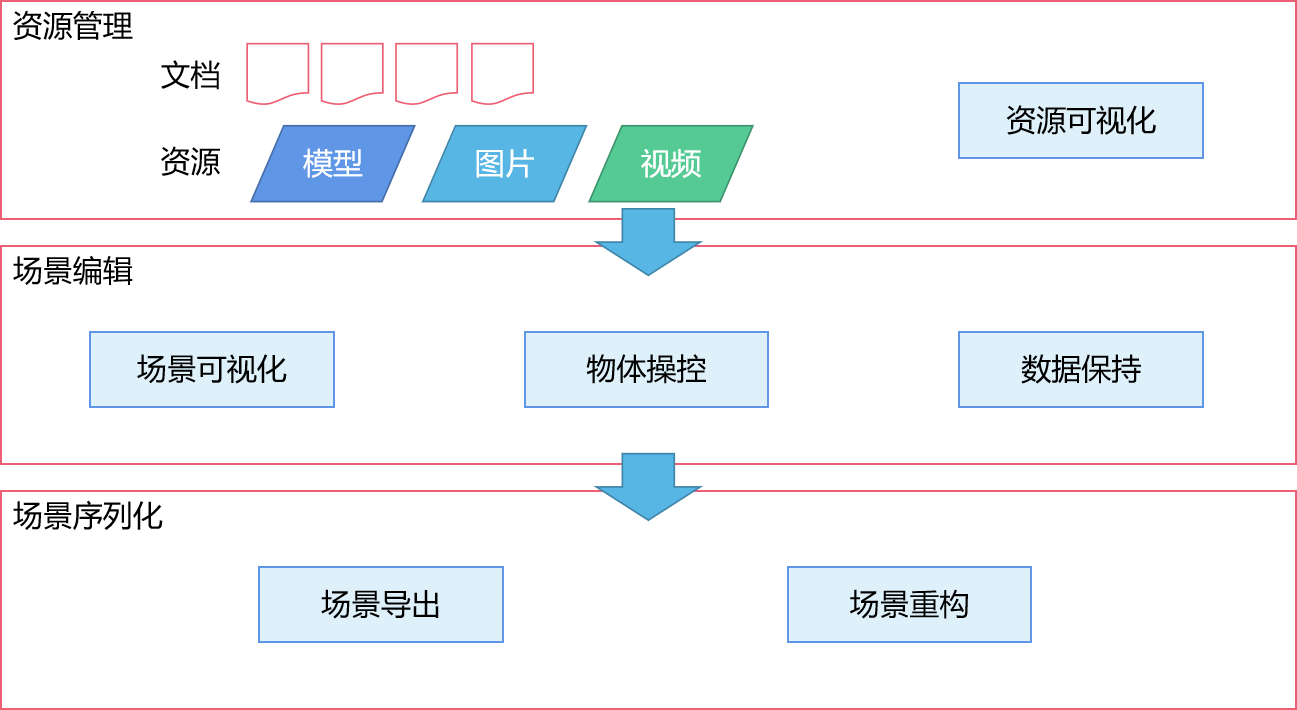 资源管理
文档
资源可视化
资源
模型
图片
视频
场景编辑
场景可视化
物体操控
数据保持
场景序列化
场景导出
场景重构